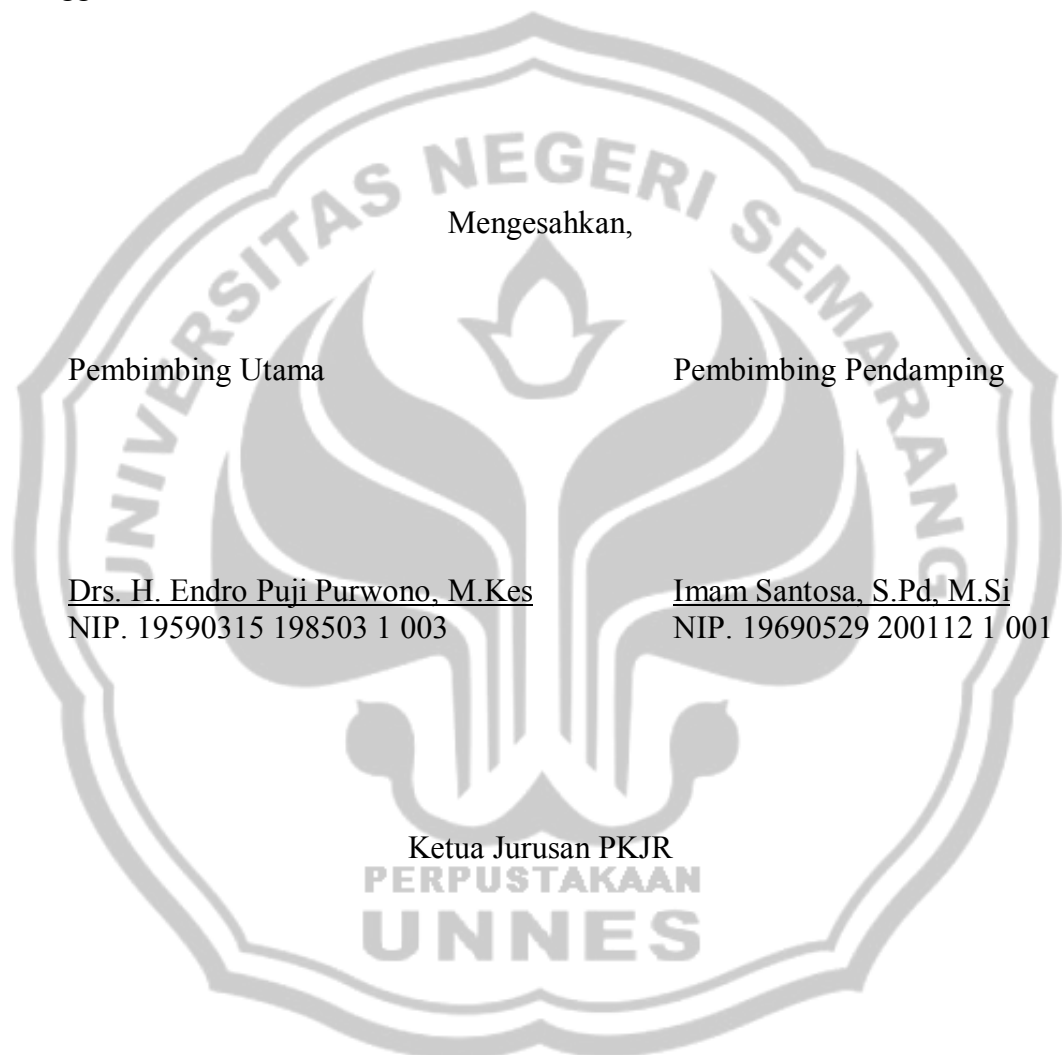 UNIVERSITAS NEGERI SEMARANG
Mengesahkan,
Pembimbing Utama Pembimbing Pendamping
Drs. H. Endro Puji Purwono, M.Kes Imam Santosa, S.Pd, M.Si
NIP. 19590315 198503 1 003 NIP. 19690529 200112 1 001
Ketua Jurusan PKJR
PERPUSTAKAAN
UNNES